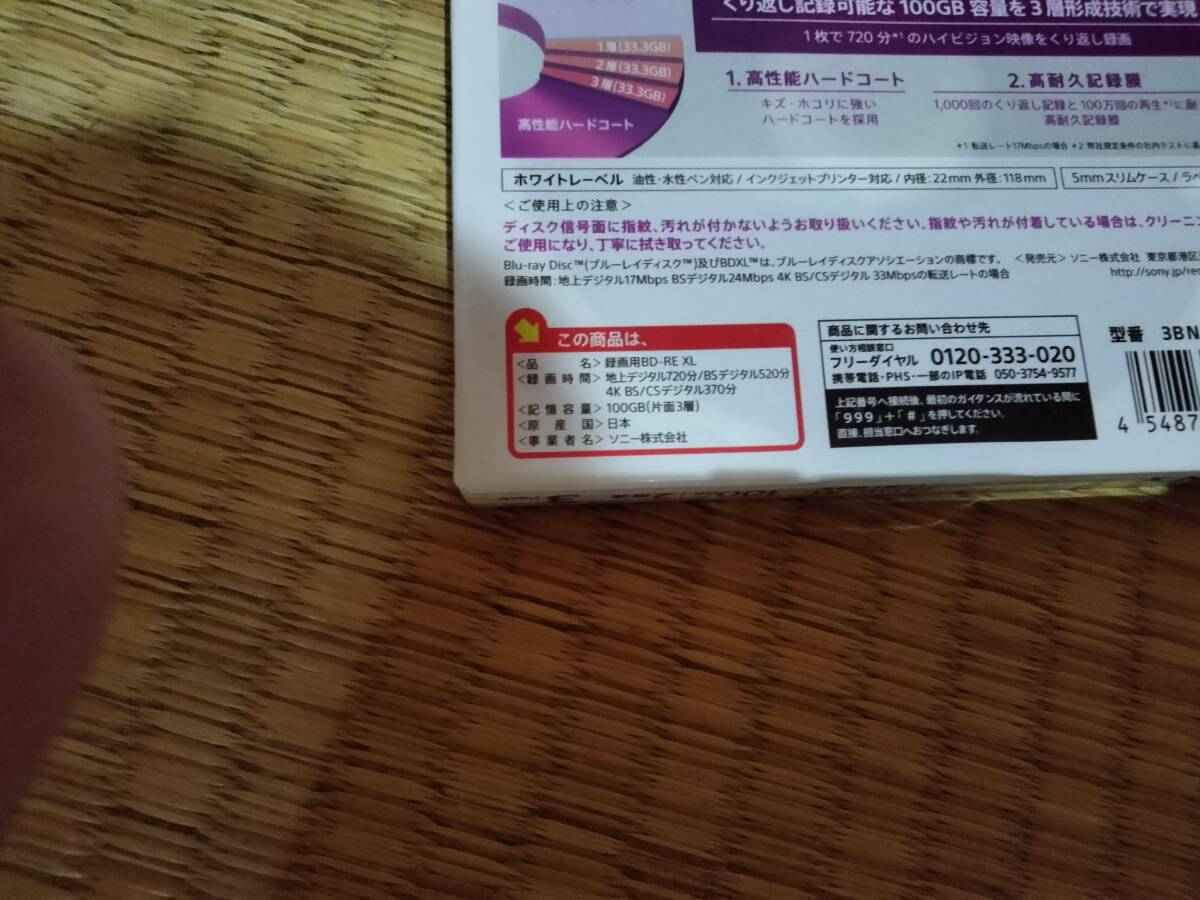 くり返し記録可能な100GB容量を3層形成技術で実現
1枚で720分*1のハイビジョン映像をくり返し録画
1層(33.3GB)
2層(33.3GB)
3層(33.3GB)
高性能ハードコート
1.高性能ハードコート
キズ・ホコリに強い
ハードコートを採用
2.高耐久記録膜
1,000回のくり返し記録と100万回の再生*2に耐
高耐久記録膜
*1 転送レート17Mbpsの場合 *2 弊社限定条件の社内テストに基
ホワイトレーベル 油性・水性ペン対応 / インクジェットプリンター対応 / 内径:22mm 外径:118mm
5mmスリムケース / ラベ
<ご使用上の注意>
ディスク信号面に指紋、汚れが付かないようお取り扱いください。指紋や汚れが付着している場合は、クリーニ
ご使用になり、丁寧に拭き取ってください。
Blu-ray Disc™(ブルーレイディスク™)及びBDXL™は、ブルーレイディスクアソシエーションの商標です。 <発売元> ソニー株式会社 東京都港区
録画時間:地上デジタル17Mbps BSデジタル24Mbps 4K BS/CSデジタル 33Mbpsの転送レートの場合
http://sony.jp/rec
この商品は、
<品名>録画用BD-RE XL
<録画時間>地上デジタル720分/BSデジタル520分
4K BS/CSデジタル370分
<記憶容量>100GB(片面3層)
<原産国>日本
<事業者名>ソニー株式会社
商品に関するお問い合わせ先
使い方相談窓口
フリーダイヤル 0120-333-020
携帯電話・PHS・一部のIP電話 050-3754-9577
上記番号へ接続後、最初のガイダンスが流れている間に
「999」+「#」を押してください。
直接、担当窓口へおつなぎします。
型番 3BN
4 5487